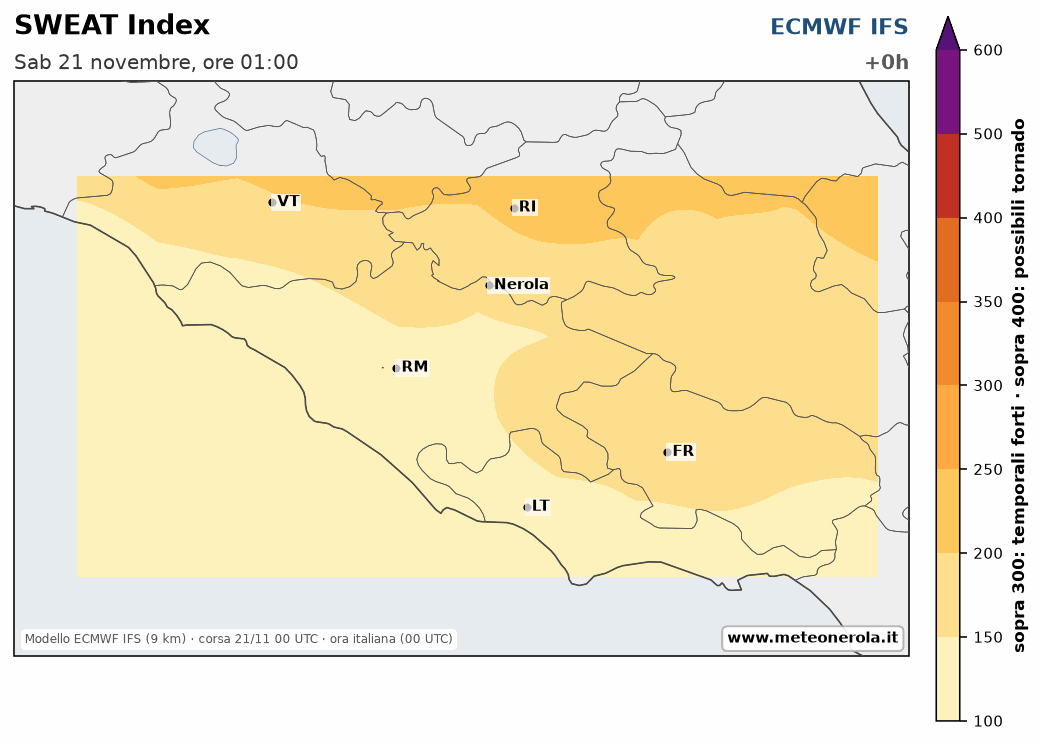 SWEAT Index
ECMWF IFS
Sab 21 novembre, ore 01:00
+0h
VT
RI
Nerola
RM
FR
LT
Modello ECMWF IFS (9 km) · corsa 21/11 00 UTC · ora italiana (00 UTC)
www.meteonerola.it
600
500
400
350
300
250
200
150
100
sopra 300: temporali forti · sopra 400: possibili tornado